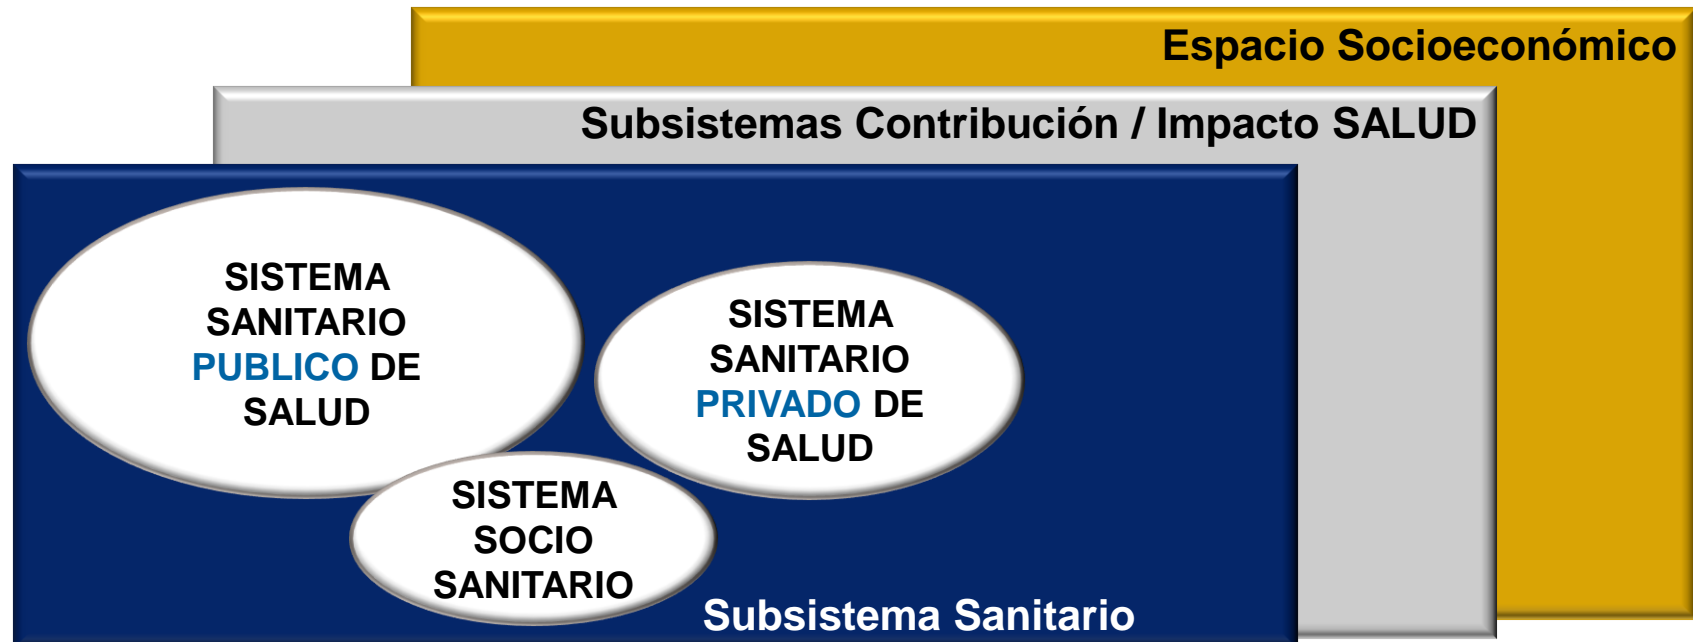 Espacio Socioeconómico
Subsistemas Contribución / Impacto SALUD
SISTEMA
SANITARIO
PUBLICO DE
SALUD
SISTEMA
SANITARIO
PRIVADO DE
SALUD
SISTEMA
SOCIO
SANITARIO
Subsistema Sanitario